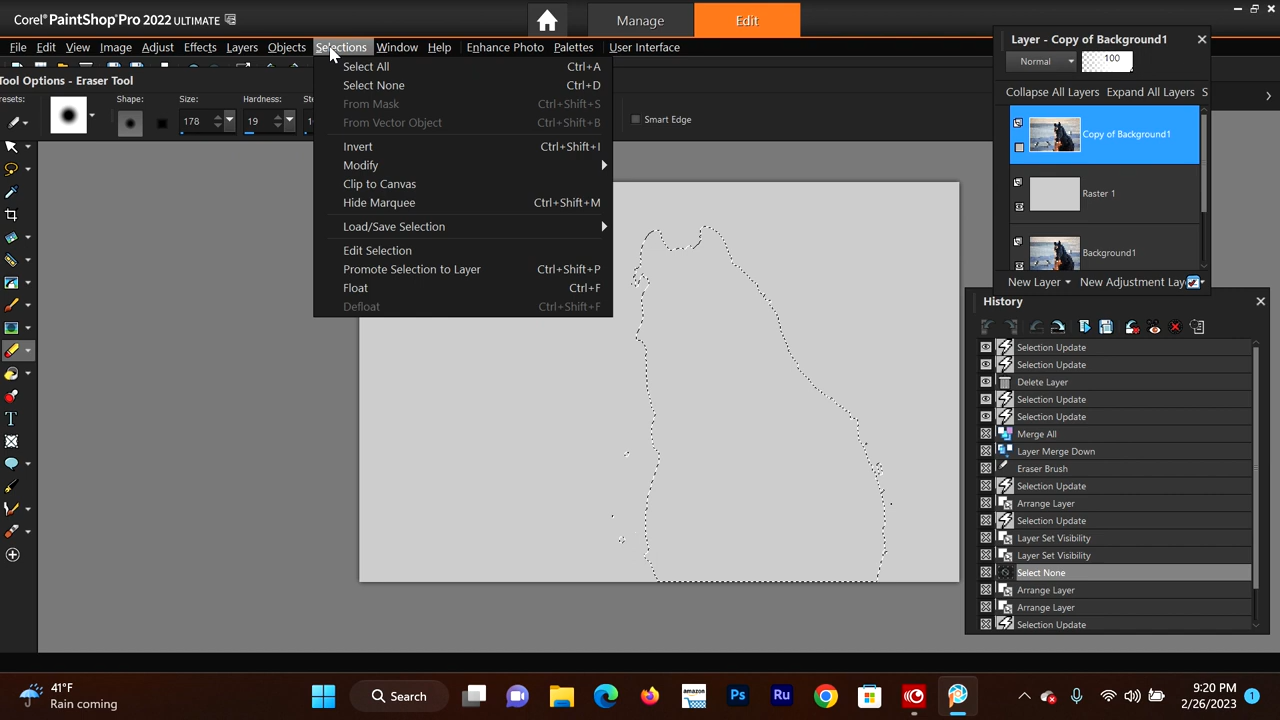 Corel PaintShop Pro 2022 ULTIMATE
Manage
Edit
File Edit View Image Adjust Effects Layers Objects Selections Window Help Enhance Photo Palettes User Interface
Tool Options - Eraser Tool
Shape: Size: Hardness:
178 19
Smart Edge
Select All Ctrl+A
Select None Ctrl+D
From Mask Ctrl+Shift+S
From Vector Object Ctrl+Shift+B
Invert Ctrl+Shift+I
Modify
Clip to Canvas
Hide Marquee Ctrl+Shift+M
Load/Save Selection
Edit Selection
Promote Selection to Layer Ctrl+Shift+P
Float Ctrl+F
Defloat Ctrl+Shift+F
Layer - Copy of Background1
Normal 100
Collapse All Layers Expand All Layers S
Copy of Background1
Raster 1
Background1
New Layer New Adjustment Lay
History
Selection Update
Selection Update
Delete Layer
Selection Update
Selection Update
Merge All
Layer Merge Down
Eraser Brush
Selection Update
Arrange Layer
Selection Update
Layer Set Visibility
Layer Set Visibility
Select None
Arrange Layer
Arrange Layer
Selection Update
41°F
Rain coming
Search
amazon
Ps
Ru
9:20 PM
2/26/2023
1